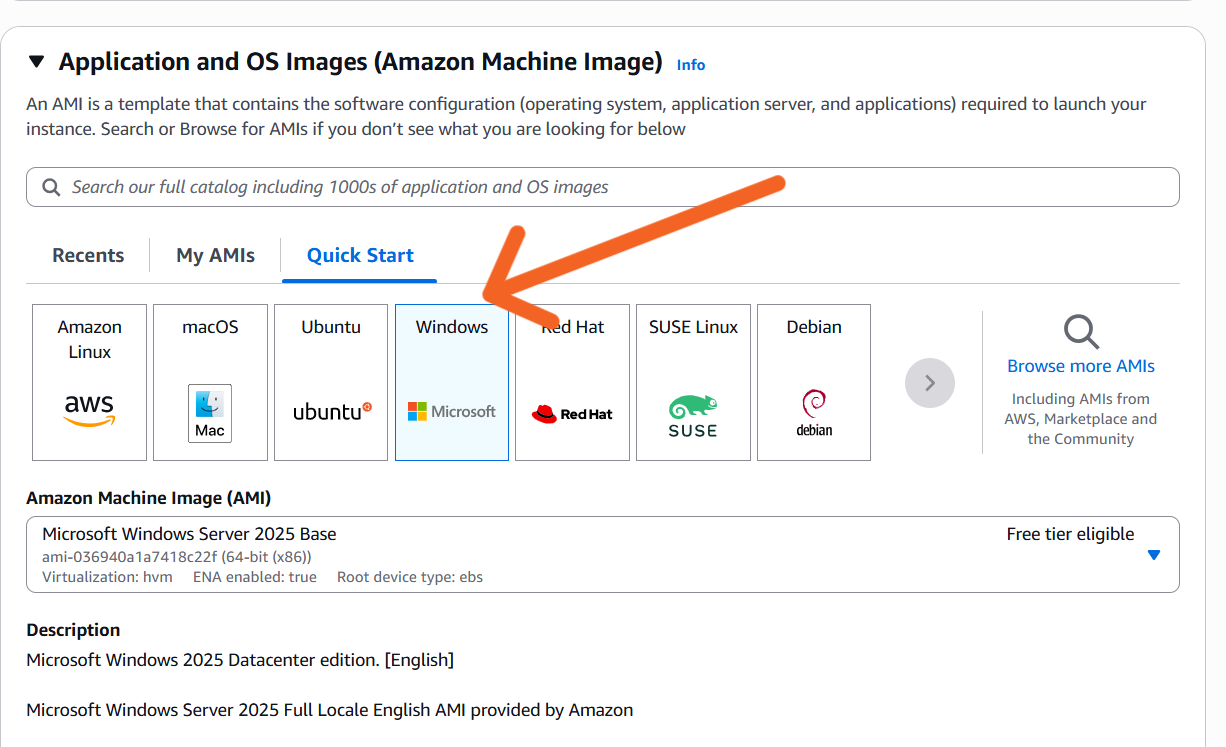 Application and OS Images (Amazon Machine Image) Info
An AMI is a template that contains the software configuration (operating system, application server, and applications) required to launch your
instance. Search or Browse for AMIs if you don’t see what you are looking for below
Search our full catalog including 1000s of application and OS images
Recents
My AMIs
Quick Start
Amazon
Linux
aws
macOS
Mac
Ubuntu
ubuntu
Windows
Microsoft
Red Hat
Red Hat
SUSE Linux
SUSE
Debian
debian
Browse more AMIs
Including AMIs from
AWS, Marketplace and
the Community
Amazon Machine Image (AMI)
Microsoft Windows Server 2025 Base
Free tier eligible
ami-036940a1a7418c22f (64-bit (x86))
Virtualization: hvm ENA enabled: true Root device type: ebs
Description
Microsoft Windows 2025 Datacenter edition. [English]
Microsoft Windows Server 2025 Full Locale English AMI provided by Amazon